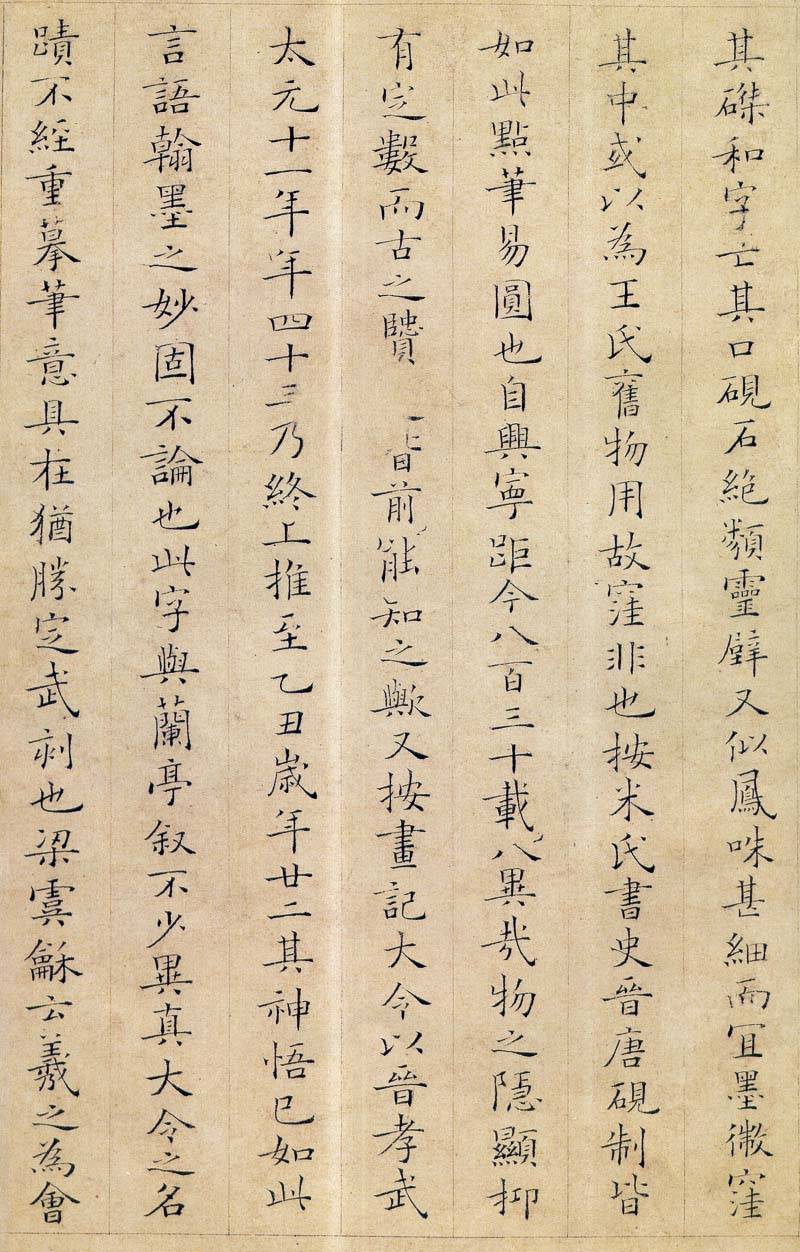 其磔和字亡其口硯石絶類靈璧又似鳳咮甚細而宜墨微窪
其中或以為王氏舊物用故窪非也按米氏書史晉唐硯制皆
如此點筆易圓也自興寧距今八百三十載八異哉物之隱顯抑
有定數而古之賢前能知之歟又按畫記大令以晉孝武
太元十一年年四十三乃終上推至乙丑歲年廿二其神悟已如此
言語翰墨之妙固不論也此字與蘭亭叙不少異真大令之名
蹟不經重摹筆意具在猶勝定武刻也梁虞龢云羲之為會